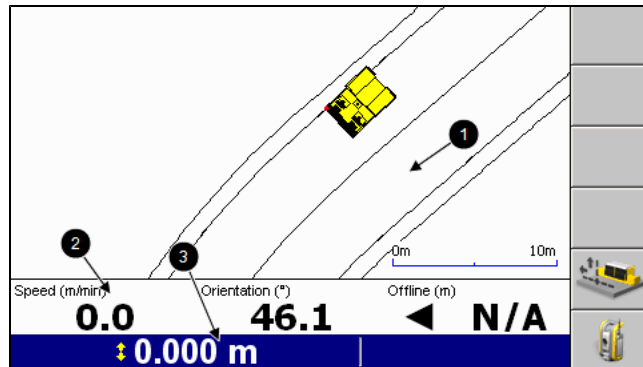 1
0m 10m
2 3
Speed (m/min) Orientation (°) Offline (m)
0.0 46.1 N/A
0.000 m